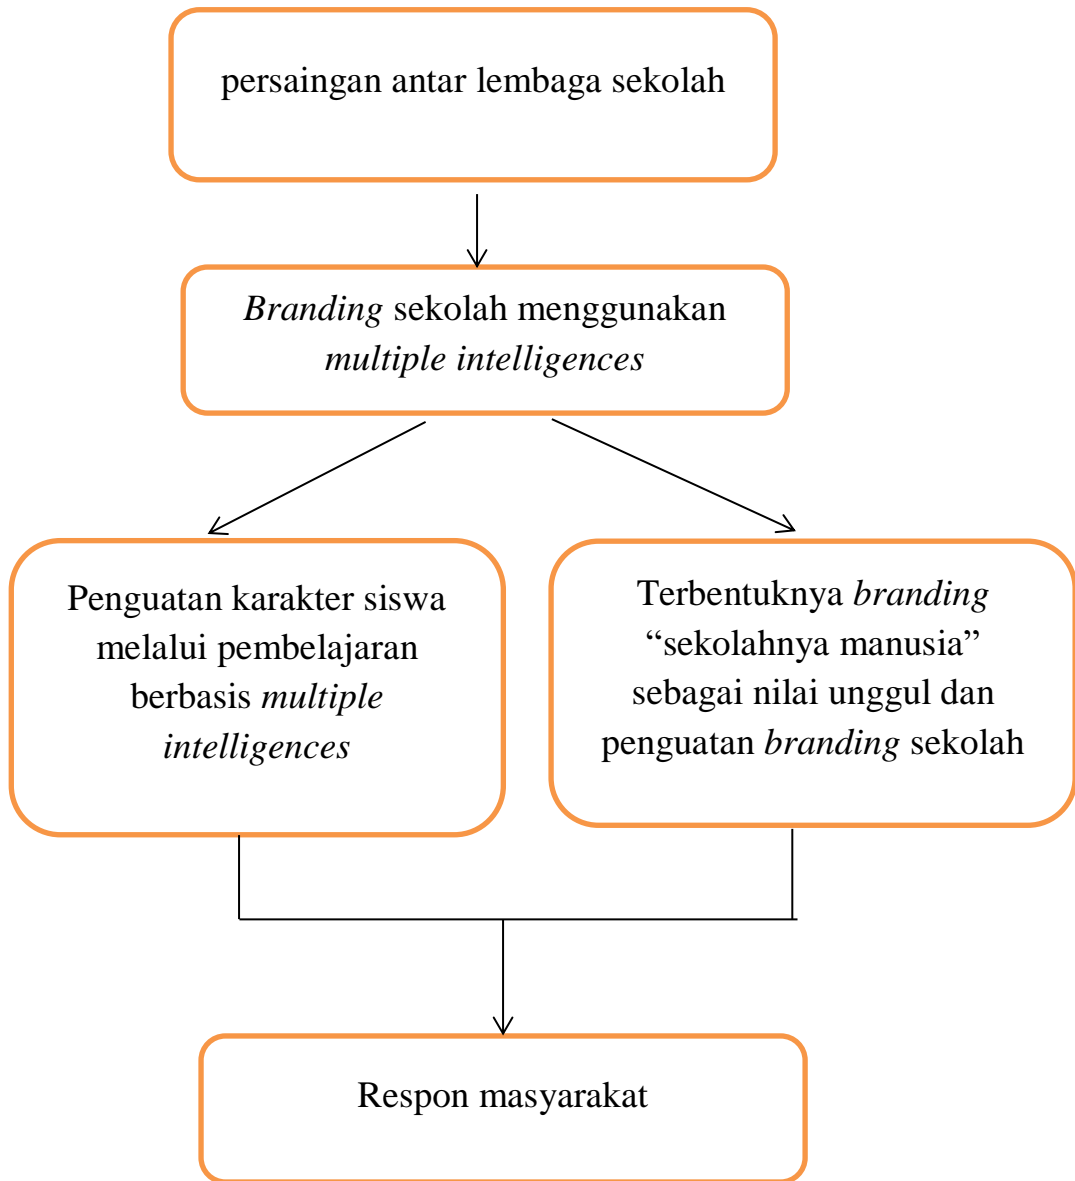 persaingan antar lembaga sekolah
Branding sekolah menggunakan
multiple intelligences
Penguatan karakter siswa
melalui pembelajaran
berbasis multiple
intelligences
Terbentuknya branding
“sekolahnya manusia”
sebagai nilai unggul dan
penguatan branding sekolah
Respon masyarakat